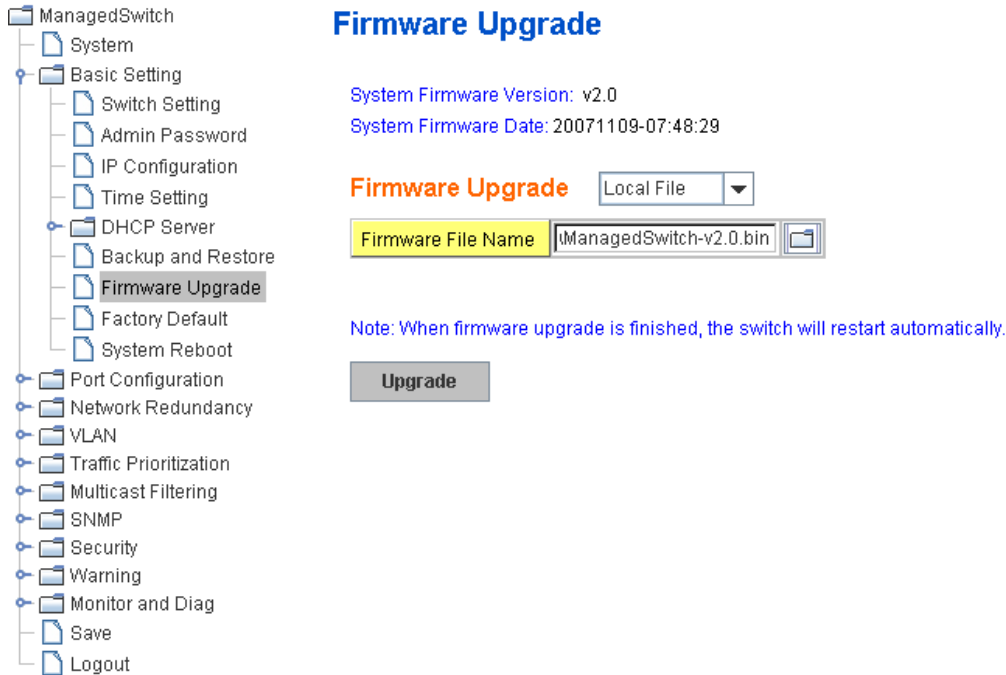 ManagedSwitch
System
Basic Setting
Switch Setting
Admin Password
IP Configuration
Time Setting
DHCP Server
Backup and Restore
Firmware Upgrade
Factory Default
System Reboot
Port Configuration
Network Redundancy
VLAN
Traffic Prioritization
Multicast Filtering
SNMP
Security
Warning
Monitor and Diag
Save
Logout
Firmware Upgrade
System Firmware Version: v2.0
System Firmware Date: 20071109-07:48:29
Firmware Upgrade Local File
Firmware File Name \ManagedSwitch-v2.0.bin
Note: When firmware upgrade is finished, the switch will restart automatically.
Upgrade